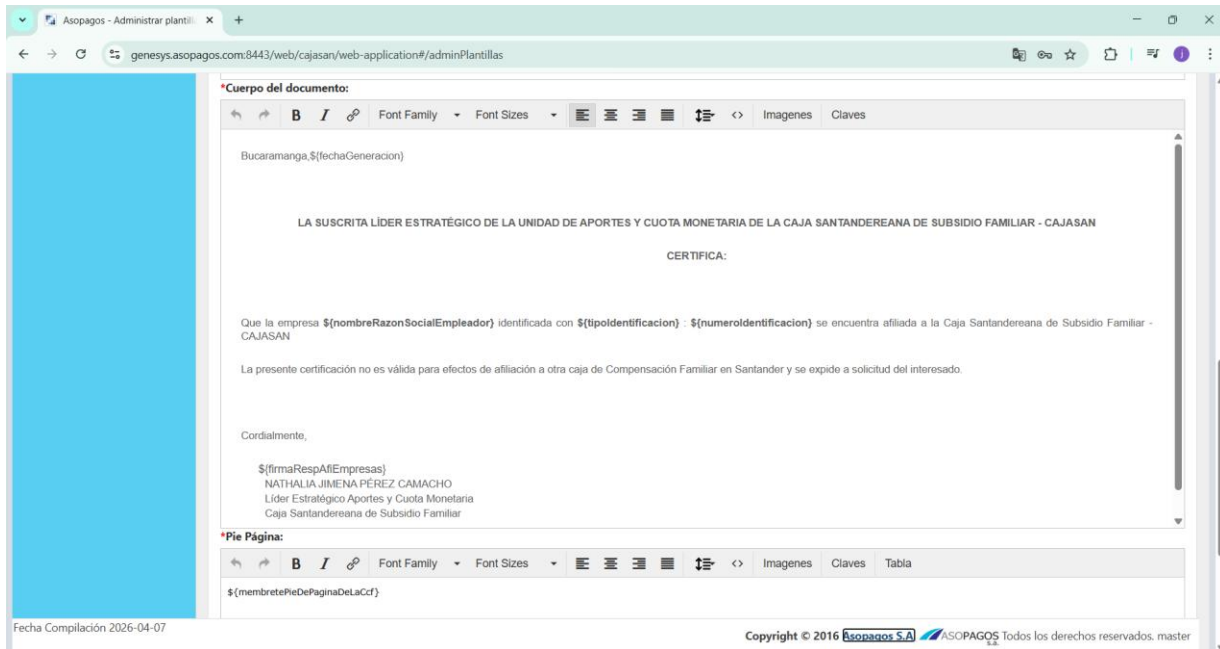 Asopagos - Administrar plantill
genesys.asopagos.com:8443/web/cajasan/web-application#/adminPlantillas
*Cuerpo del documento:
B I Font Family Font Sizes <> Imagenes Claves
Bucaramanga,${fechaGeneracion}
LA SUSCRITA LÍDER ESTRATÉGICO DE LA UNIDAD DE APORTES Y CUOTA MONETARIA DE LA CAJA SANTANDEREANA DE SUBSIDIO FAMILIAR - CAJASAN
CERTIFICA:
Que la empresa ${nombreRazonSocialEmpleador} identificada con ${tipoIdentificacion} : ${numeroIdentificacion} se encuentra afiliada a la Caja Santandereana de Subsidio Familiar -
CAJASAN
La presente certificación no es válida para efectos de afiliación a otra caja de Compensación Familiar en Santander y se expide a solicitud del interesado.
Cordialmente,
${firmaRespAfiEmpresas}
NATHALIA JIMENA PÉREZ CAMACHO
Líder Estratégico Aportes y Cuota Monetaria
Caja Santandereana de Subsidio Familiar
*Pie Página:
B I Font Family Font Sizes <> Imagenes Claves Tabla
${membretePieDePaginaDeLaCcf}
Fecha Compilación 2026-04-07
Copyright © 2016 Asopagos S.A ASOPAGOS S.A. Todos los derechos reservados. master